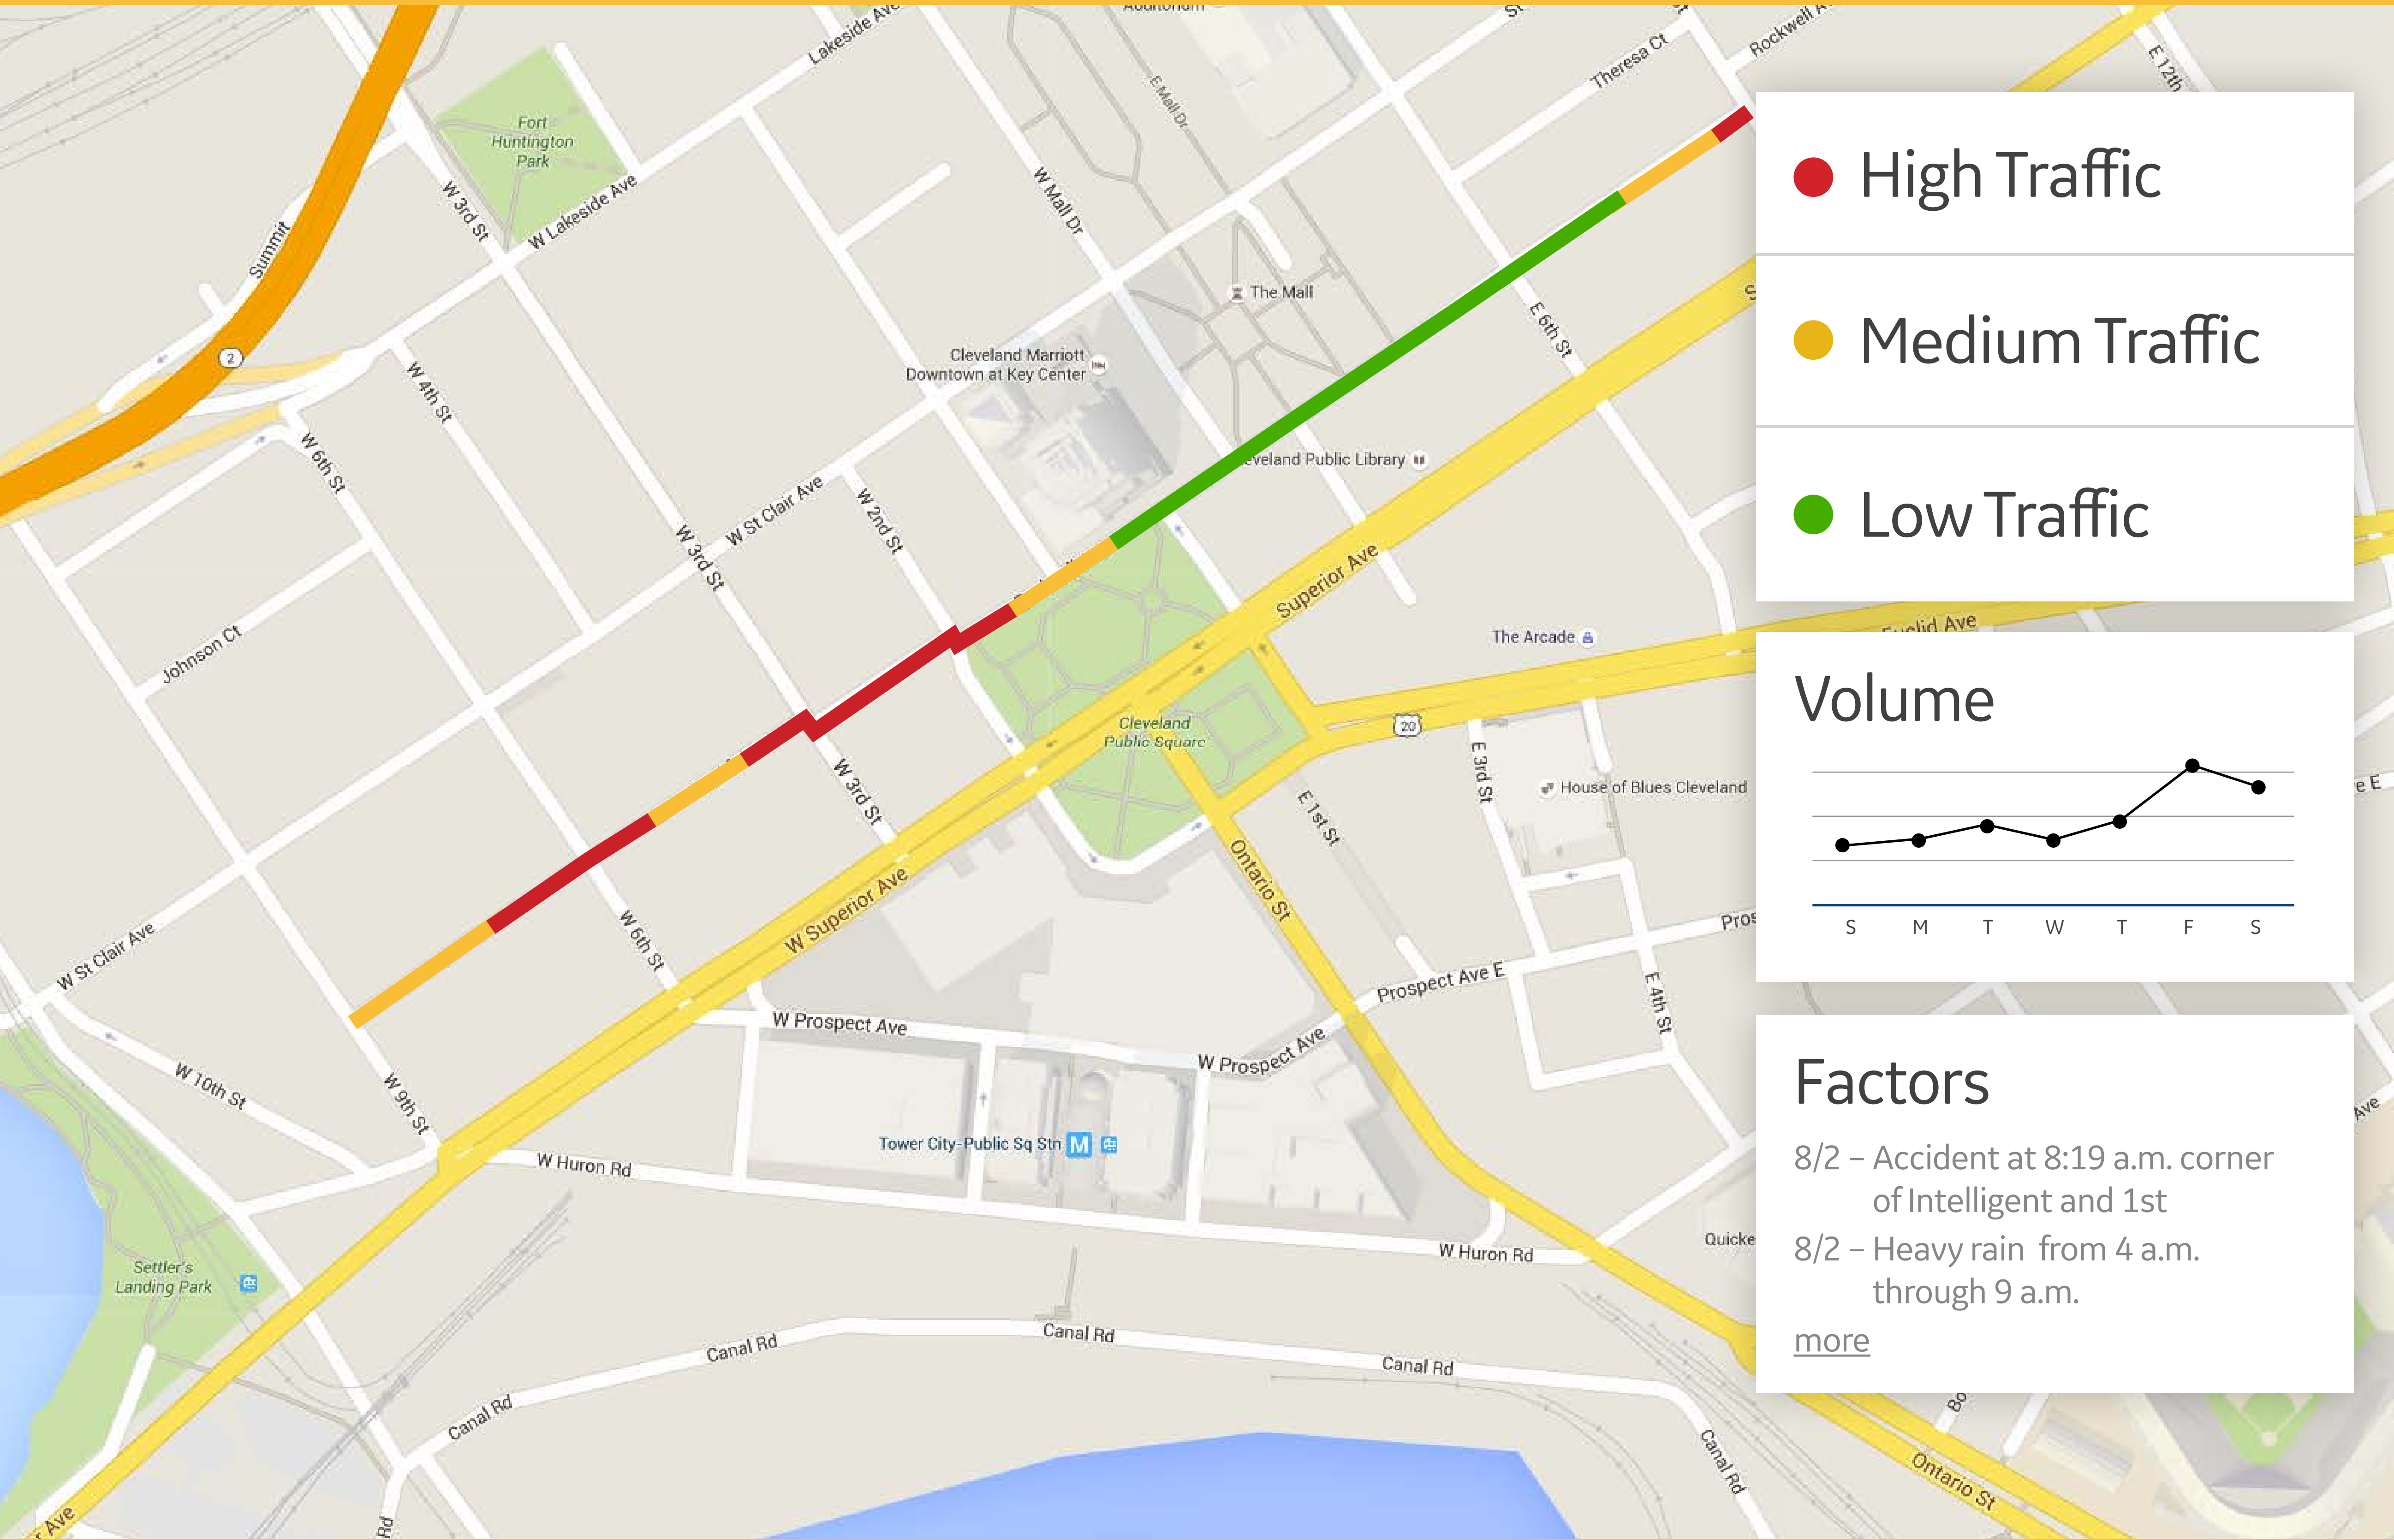 Auditorium
Lakeside Ave
St
Rockwell A
Theresa Ct
E 12th
E Mall Dr
Fort
Huntington
Park
W 3rd St
W Lakeside Ave
W Mall Dr
Summit
The Mall
2
Cleveland Marriott
Downtown at Key Center
E 6th St
W 4th St
W 6th St
eveland Public Library
W St Clair Ave
W 2nd St
W 3rd St
Superior Ave
Johnson Ct
The Arcade
Euclid Ave
Cleveland
Public Square
20
W 3rd St
E 3rd St
House of Blues Cleveland
e E
E 1st St
Ontario St
W Superior Ave
W 6th St
W St Clair Ave
Pros
Prospect Ave E
E 4th St
W Prospect Ave
W Prospect Ave
W 10th St
W 9th St
Tower City-Public Sq Stn
M
W Huron Rd
Quicke
W Huron Rd
Settler's
Landing Park
Canal Rd
Canal Rd
Canal Rd
Canal Rd
Canal Rd
Ave
Bo
Ontario St
r Ave
Rd
High Traffic
Medium Traffic
Low Traffic
Volume
S M T W T F S
Factors
8/2 – Accident at 8:19 a.m. corner
of Intelligent and 1st
8/2 – Heavy rain from 4 a.m.
through 9 a.m.
more